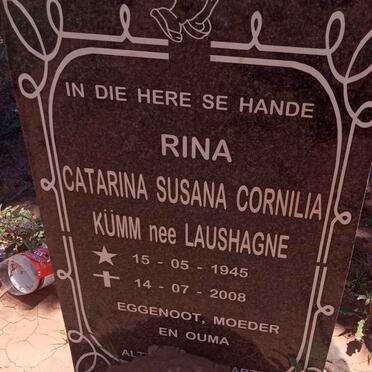 IN DIE HERE SE HANDE
RINA
CATARINA SUSANA CORNILIA
KÜMM nee LAUSHAGNE
15 - 05 - 1945
14 - 07 - 2008
EGGENOOT, MOEDER
EN OUMA